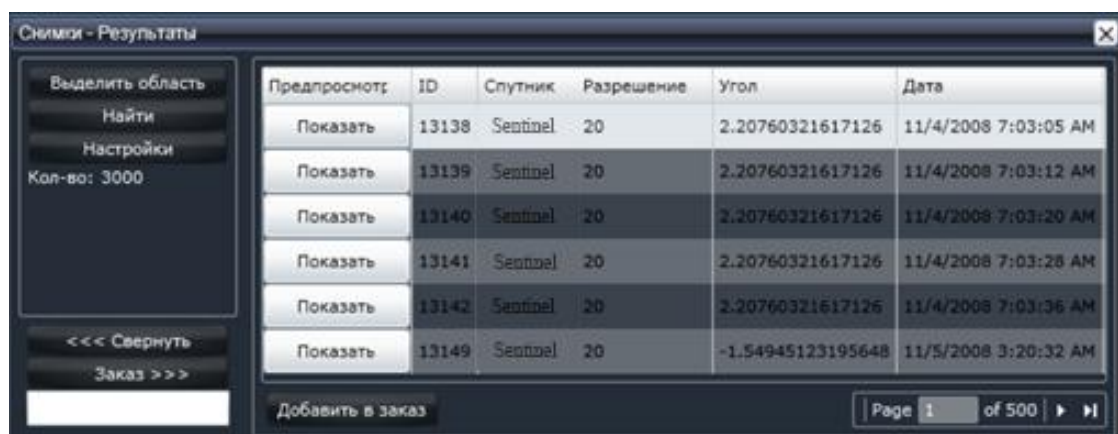 Снимки - Результаты
Выделить область
Найти
Настройки
Кол-во: 3000
<<< Свернуть
Заказ >>>
Предпросмотр ID Спутник Разрешение Угол Дата
Показать 13138 Sentinel 20 2.20760321617126 11/4/2008 7:03:05 AM
Показать 13139 Sentinel 20 2.20760321617126 11/4/2008 7:03:12 AM
Показать 13140 Sentinel 20 2.20760321617126 11/4/2008 7:03:20 AM
Показать 13141 Sentinel 20 2.20760321617126 11/4/2008 7:03:28 AM
Показать 13142 Sentinel 20 2.20760321617126 11/4/2008 7:03:36 AM
Показать 13149 Sentinel 20 -1.54945123195648 11/5/2008 3:20:32 AM
Добавить в заказ
Page 1 of 500